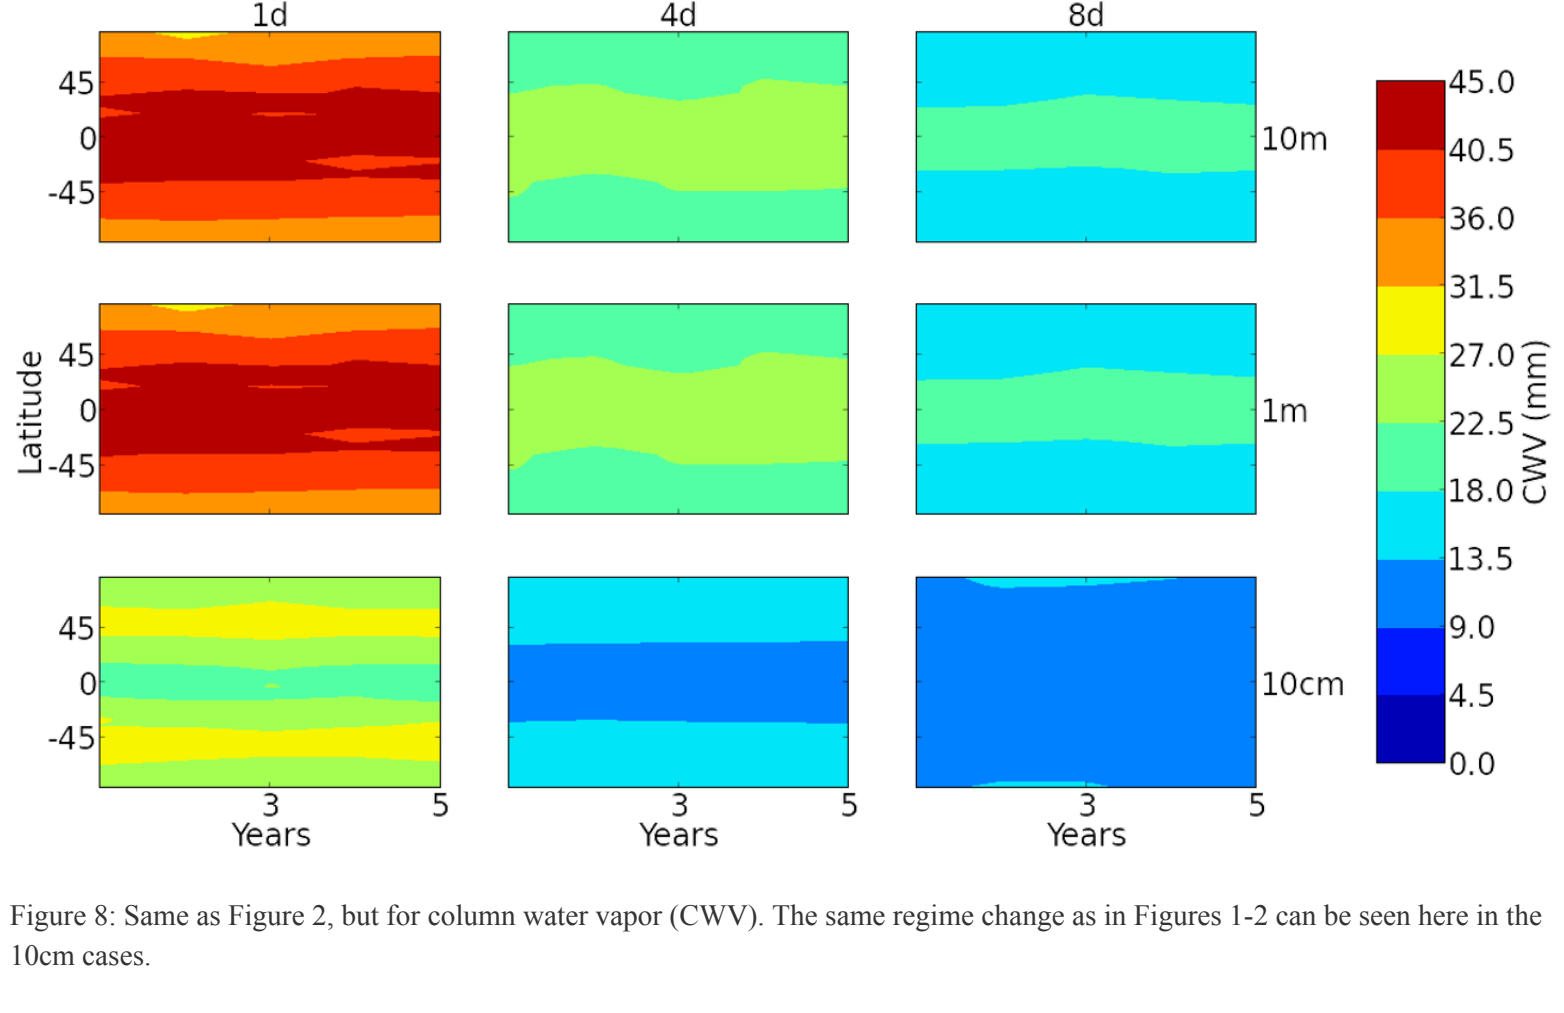 1d 4d 8d
45
0
-45
10m
Latitude
45
0
-45
1m
45
0
-45
10cm
3 5
Years
3 5
Years
3 5
Years
45.0
40.5
36.0
31.5
27.0
22.5
18.0
13.5
9.0
4.5
0.0
CWV (mm)
Figure 8: Same as Figure 2, but for column water vapor (CWV). The same regime change as in Figures 1-2 can be seen here in the
10cm cases.